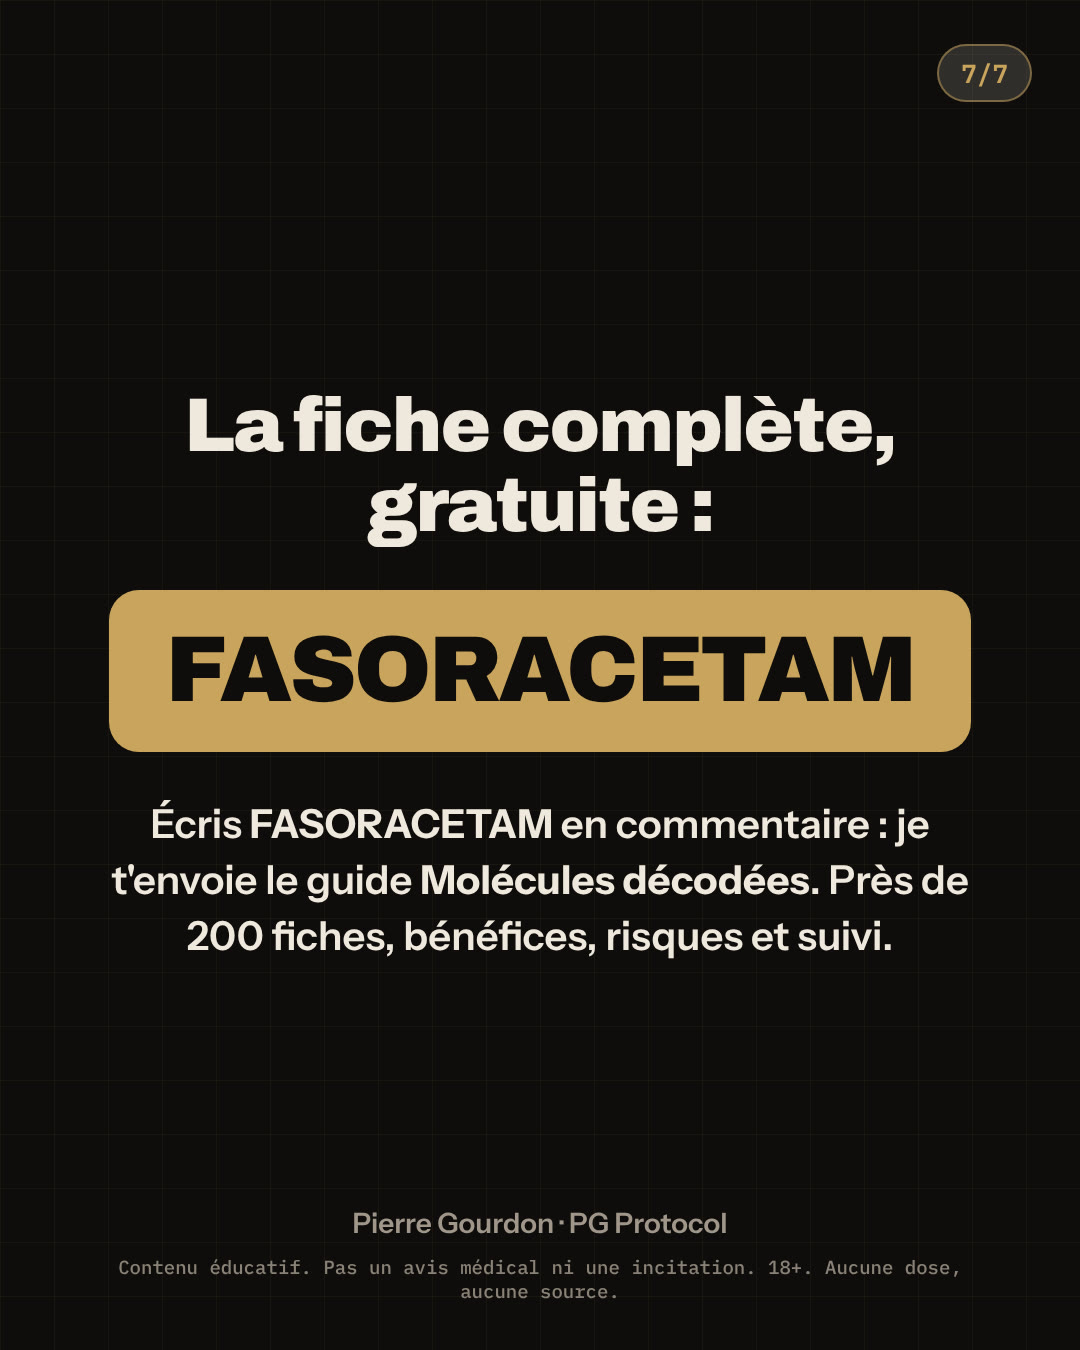 7/7
La fiche complète,
gratuite :
FASORACETAM
Écris FASORACETAM en commentaire : je
t'envoie le guide Molécules décodées. Près de
200 fiches, bénéfices, risques et suivi.
Pierre Gourdon · PG Protocol
Contenu éducatif. Pas un avis médical ni une incitation. 18+. Aucune dose,
aucune source.